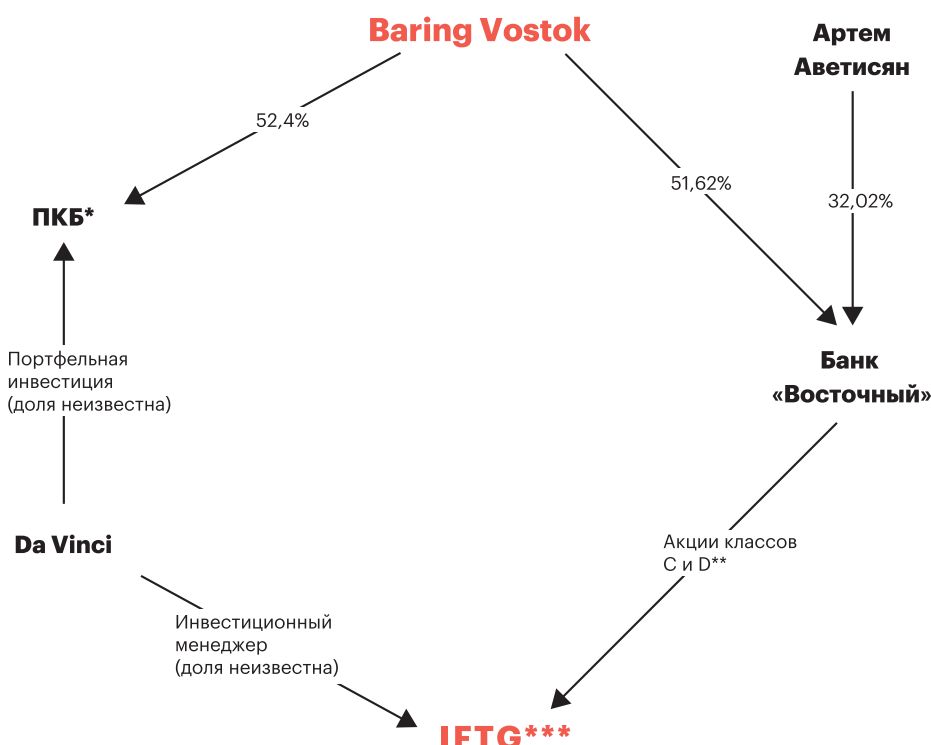 Baring Vostok
Артем
Аветисян
52,4%
51,62%
32,02%
ПКБ*
Портфельная
инвестиция
(доля неизвестна)
Банк
«Восточный»
Da Vinci
Акции классов
C и D**
Инвестиционный
менеджер
(доля неизвестна)
IFTG***